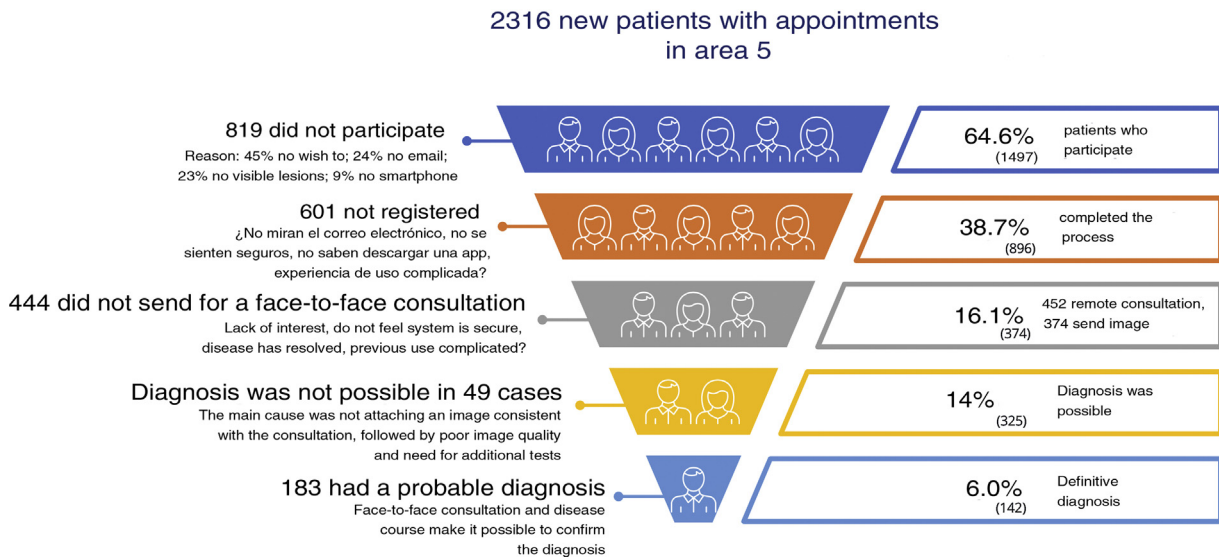 2316 new patients with appointments
in area 5
819 did not participate
Reason: 45% no wish to; 24% no email;
23% no visible lesions; 9% no smartphone
64.6%
(1497)
patients who
participate
601 not registered
¿No miran el correo electrónico, no se
sienten seguros, no saben descargar una app,
experiencia de uso complicada?
38.7%
(896)
completed the
process
444 did not send for a face-to-face consultation
Lack of interest, do not feel system is secure,
disease has resolved, previous use complicated?
16.1%
(374)
452 remote consultation,
374 send image
Diagnosis was not possible in 49 cases
The main cause was not attaching an image consistent
with the consultation, followed by poor image quality
and need for additional tests
14%
(325)
Diagnosis was
possible
183 had a probable diagnosis
Face-to-face consultation and disease
course make it possible to confirm
the diagnosis
6.0%
(142)
Definitive
diagnosis